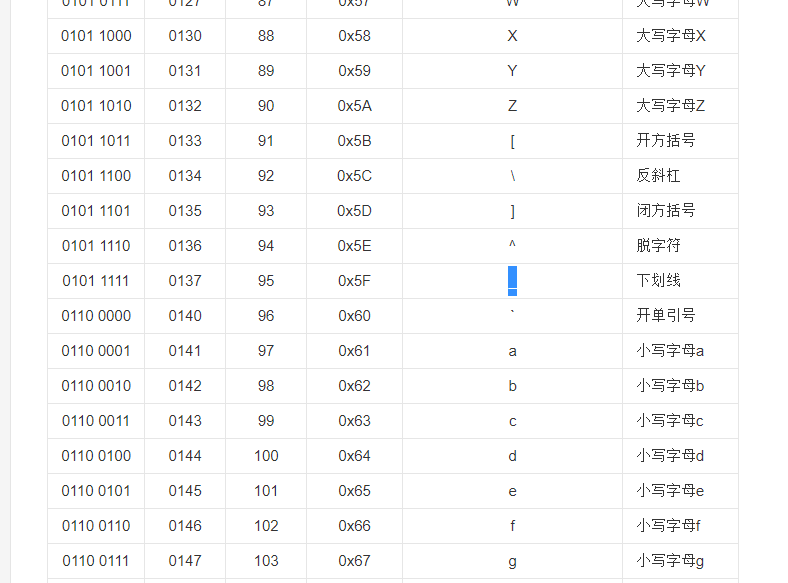 0101 0111 0127 87 0x57 W 大写字母W
0101 1000 0130 88 0x58 X 大写字母X
0101 1001 0131 89 0x59 Y 大写字母Y
0101 1010 0132 90 0x5A Z 大写字母Z
0101 1011 0133 91 0x5B [ 开方括号
0101 1100 0134 92 0x5C \ 反斜杠
0101 1101 0135 93 0x5D ] 闭方括号
0101 1110 0136 94 0x5E ^ 脱字符
0101 1111 0137 95 0x5F _ 下划线
0110 0000 0140 96 0x60 ` 开单引号
0110 0001 0141 97 0x61 a 小写字母a
0110 0010 0142 98 0x62 b 小写字母b
0110 0011 0143 99 0x63 c 小写字母c
0110 0100 0144 100 0x64 d 小写字母d
0110 0101 0145 101 0x65 e 小写字母e
0110 0110 0146 102 0x66 f 小写字母f
0110 0111 0147 103 0x67 g 小写字母g